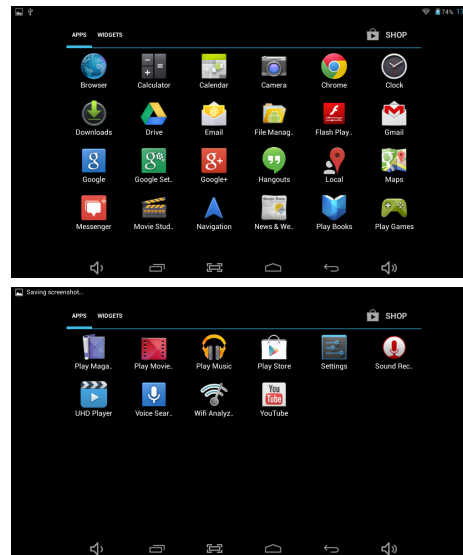 74% 17
APPS WIDGETS SHOP
Browser Calculator Calendar Camera Chrome Clock
Downloads Drive Email File Manag.. Flash Play.. Gmail
Google Google Set.. Google+ Hangouts Local Maps
Messenger Movie Stud.. Navigation News & We.. Play Books Play Games
Saving screenshot...
APPS WIDGETS SHOP
Play Maga.. Play Movie.. Play Music Play Store Settings Sound Rec..
You
Tube
UHD Player Voice Sear.. Wifi Analyz.. YouTube